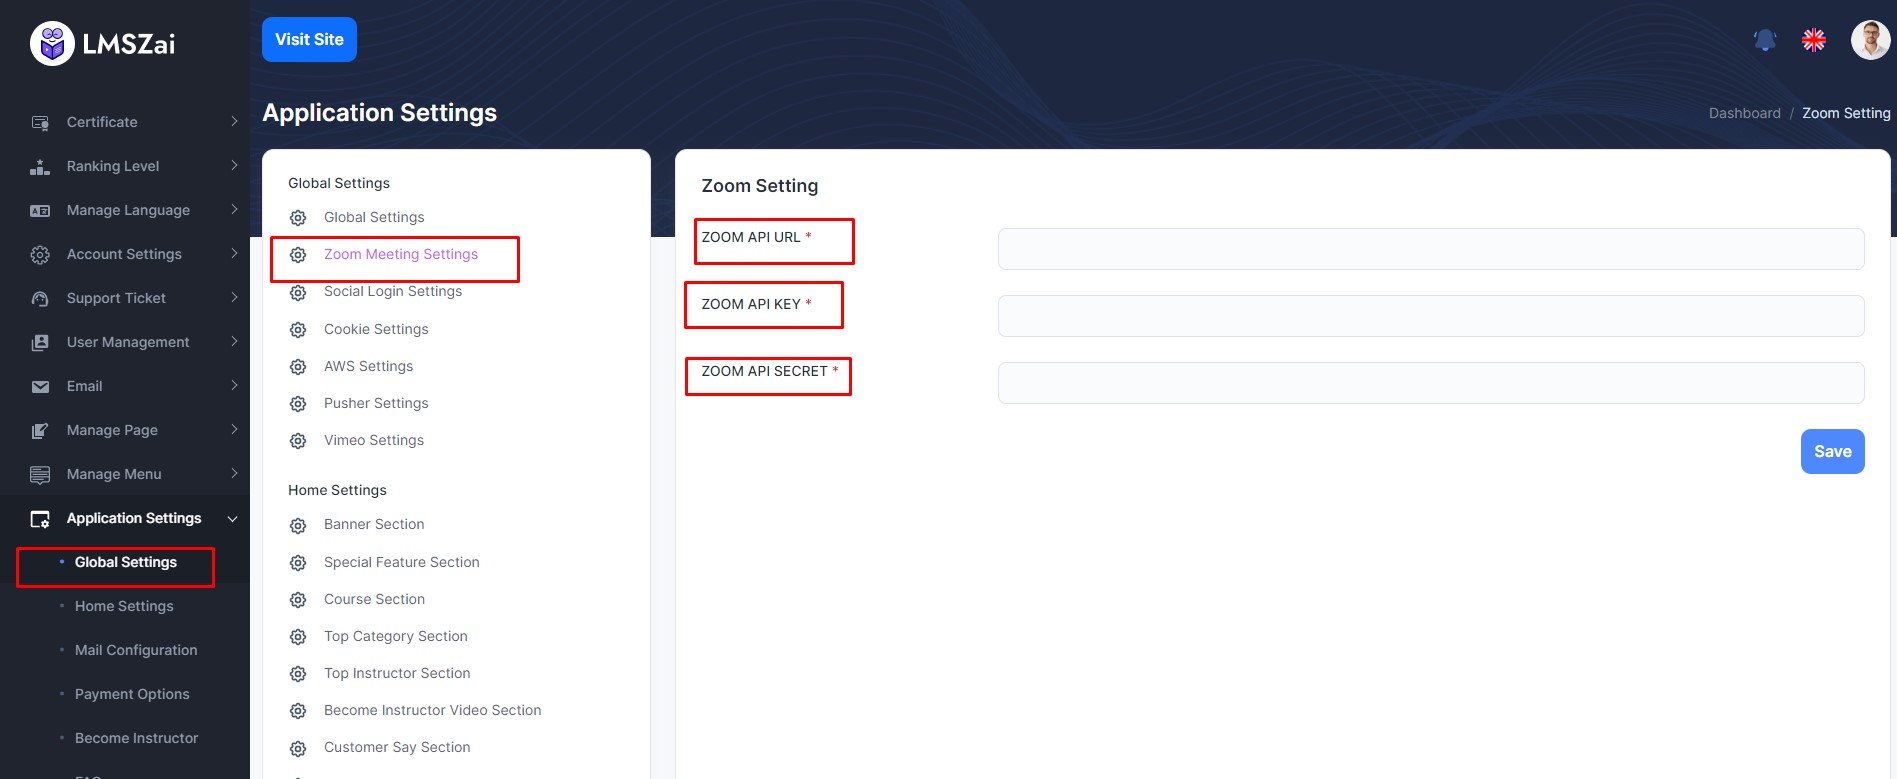 LMSZai
Visit Site
Application Settings
Dashboard / Zoom Setting
Certificate
Ranking Level
Manage Language
Account Settings
Support Ticket
User Management
Email
Manage Page
Manage Menu
Application Settings
Global Settings
Home Settings
Mail Configuration
Payment Options
Become Instructor
Global Settings
Global Settings
Zoom Meeting Settings
Social Login Settings
Cookie Settings
AWS Settings
Pusher Settings
Vimeo Settings
Home Settings
Banner Section
Special Feature Section
Course Section
Top Category Section
Top Instructor Section
Become Instructor Video Section
Customer Say Section
Zoom Setting
ZOOM API URL *
ZOOM API KEY *
ZOOM API SECRET *
Save